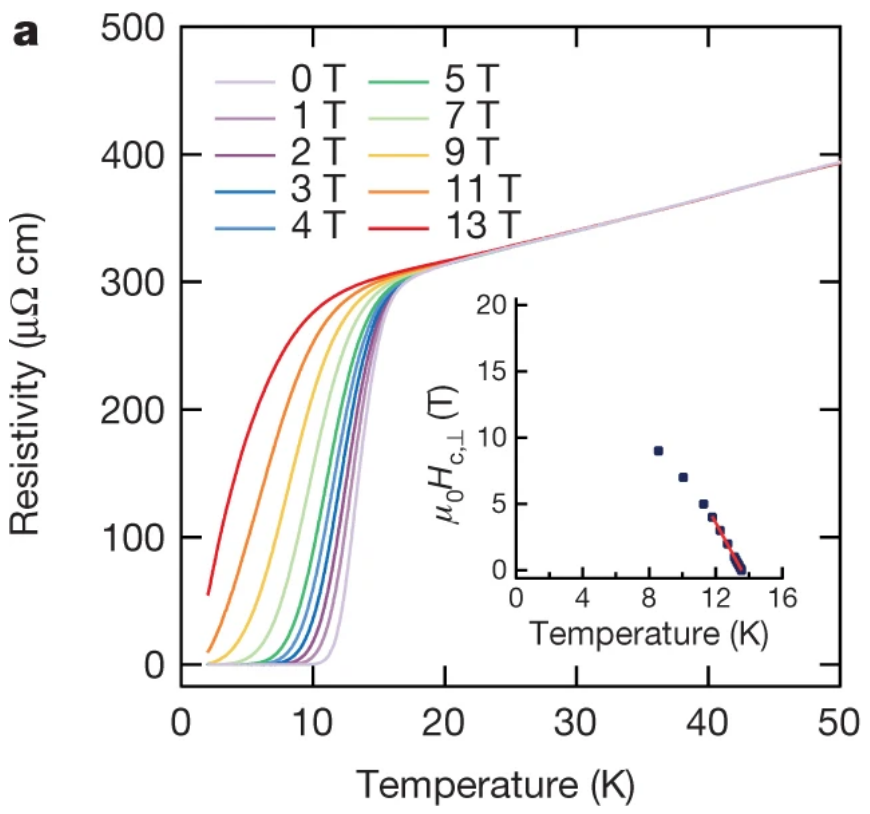 a
500
400
300
200
100
0
Resistivity (μΩ cm)
0 T
1 T
2 T
3 T
4 T
5 T
7 T
9 T
11 T
13 T
20
15
10
5
0
μ0Hc,⊥ (T)
0 4 8 12 16
Temperature (K)
0 10 20 30 40 50
Temperature (K)